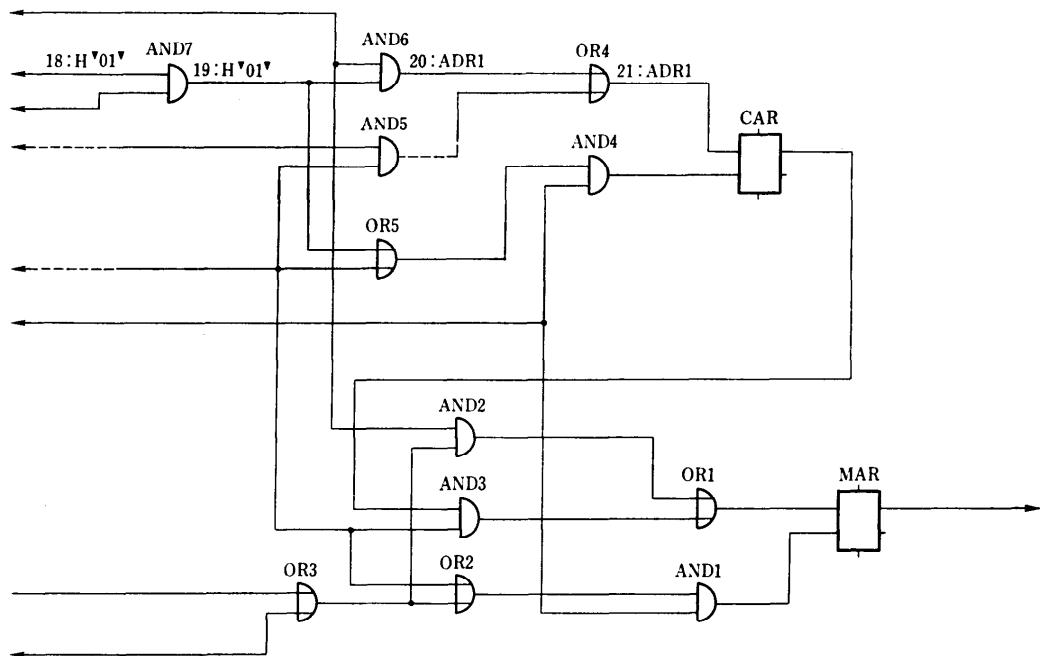 AND7
18:H▼01▼
19:H▼01▼
AND6
20:ADR1
OR4
21:ADR1
AND5
AND4
CAR
OR5
AND2
AND3
OR1
MAR
OR3
OR2
AND1